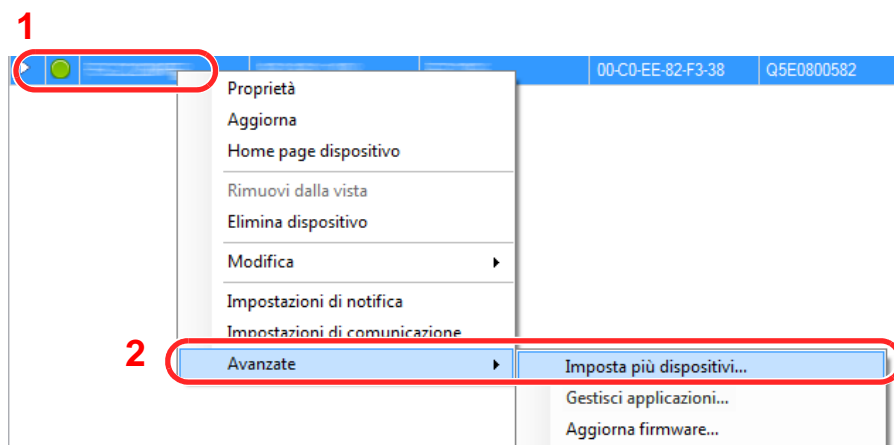 1
00-C0-EE-82-F3-38 Q5E0800582
Proprietà
Aggiorna
Home page dispositivo
Rimuovi dalla vista
Elimina dispositivo
Modifica
Impostazioni di notifica
Impostazioni di comunicazione
2
Avanzate
Imposta più dispositivi...
Gestisci applicazioni...
Aggiorna firmware...